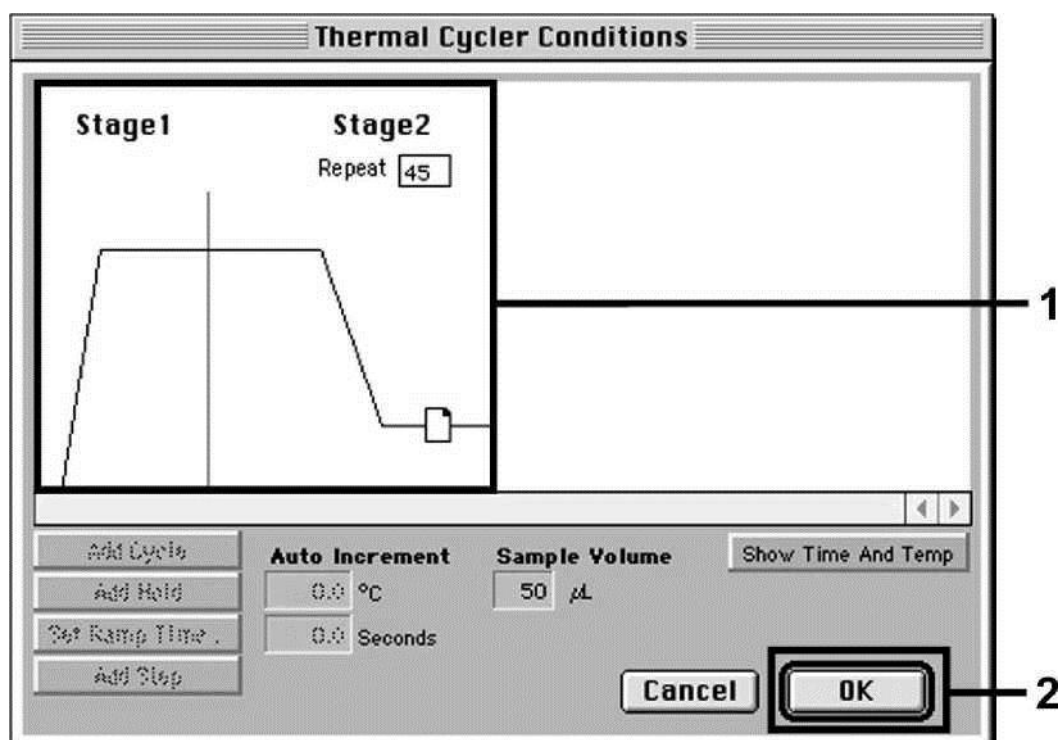 Thermal Cycler Conditions
Stage1 Stage2
Repeat 45
1
Add Cycle
Add Hold
Set Ramp Time .
Add Step
Auto Increment
0.0 °C
0.0 Seconds
Sample Volume
50 µL
Show Time And Temp
Cancel OK
2